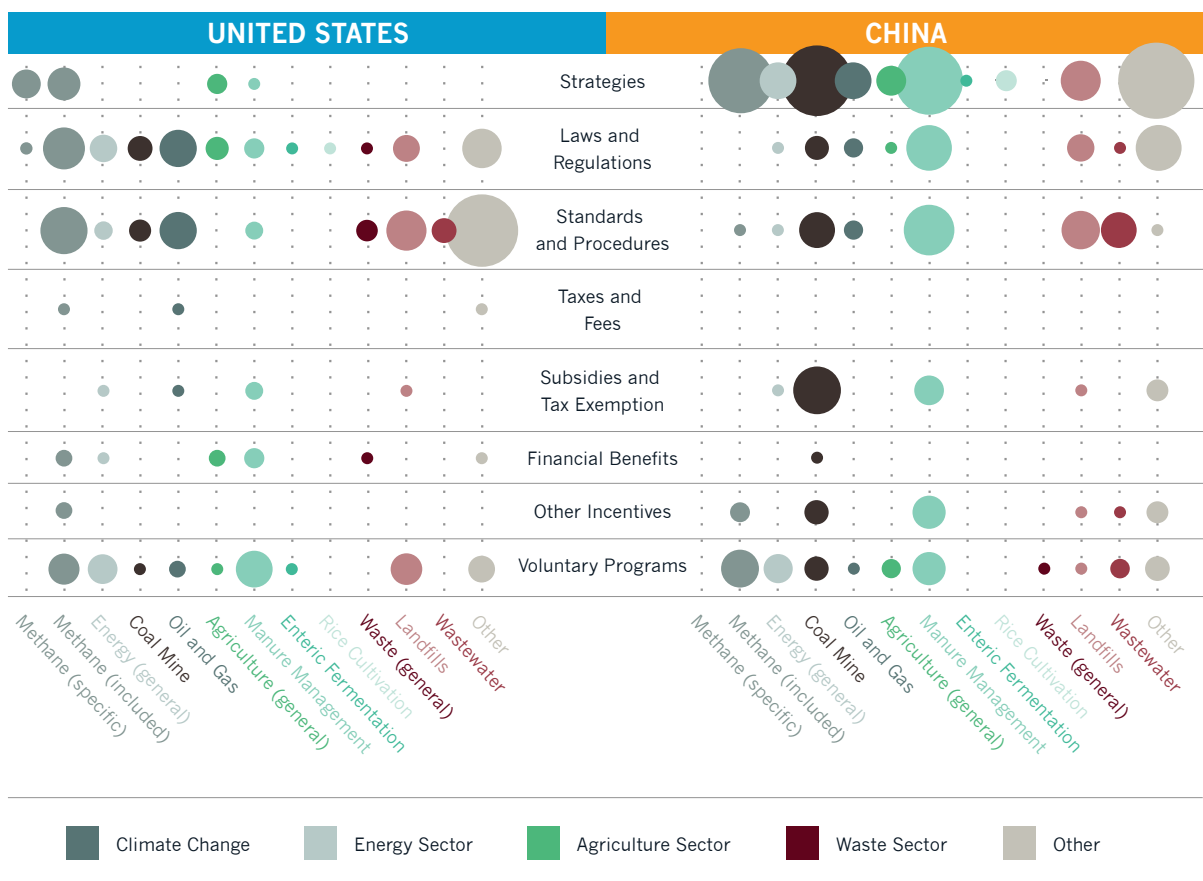 UNITED STATES
CHINA
Strategies
Laws and
Regulations
Standards
and Procedures
Taxes and
Fees
Subsidies and
Tax Exemption
Financial Benefits
Other Incentives
Voluntary Programs
Methane (specific)
Methane (included)
Energy (general)
Coal Mine
Oil and Gas
Agriculture (general)
Manure Management
Enteric Fermentation
Rice Cultivation
Waste (general)
Landfills
Wastewater
Other
Methane (specific)
Methane (included)
Energy (general)
Coal Mine
Oil and Gas
Agriculture (general)
Manure Management
Enteric Fermentation
Rice Cultivation
Waste (general)
Landfills
Wastewater
Other
Climate Change
Energy Sector
Agriculture Sector
Waste Sector
Other